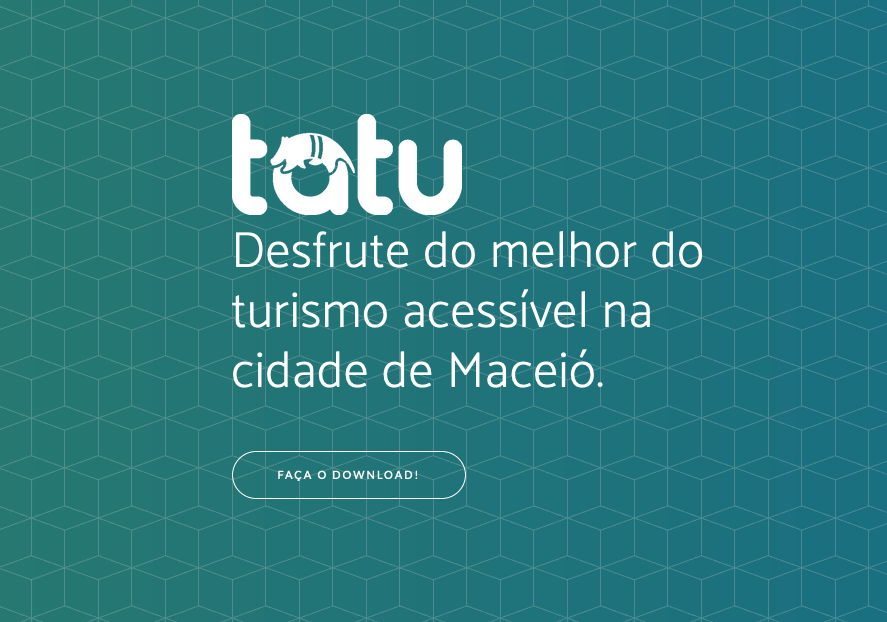 tatu
Desfrute do melhor do
turismo acessível na
cidade de Maceió.
FAÇA O DOWNLOAD!